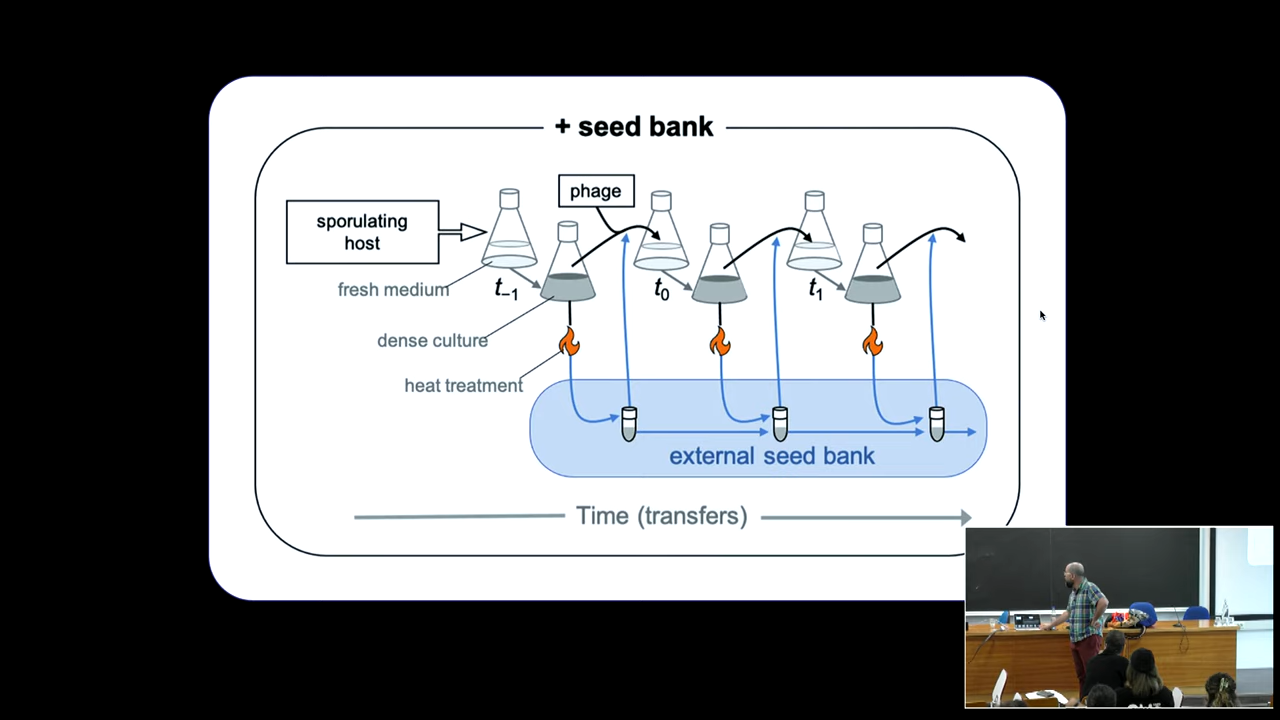 + seed bank
phage
sporulating
host
fresh medium
t–1
t0
t1
dense culture
heat treatment
external seed bank
Time (transfers)